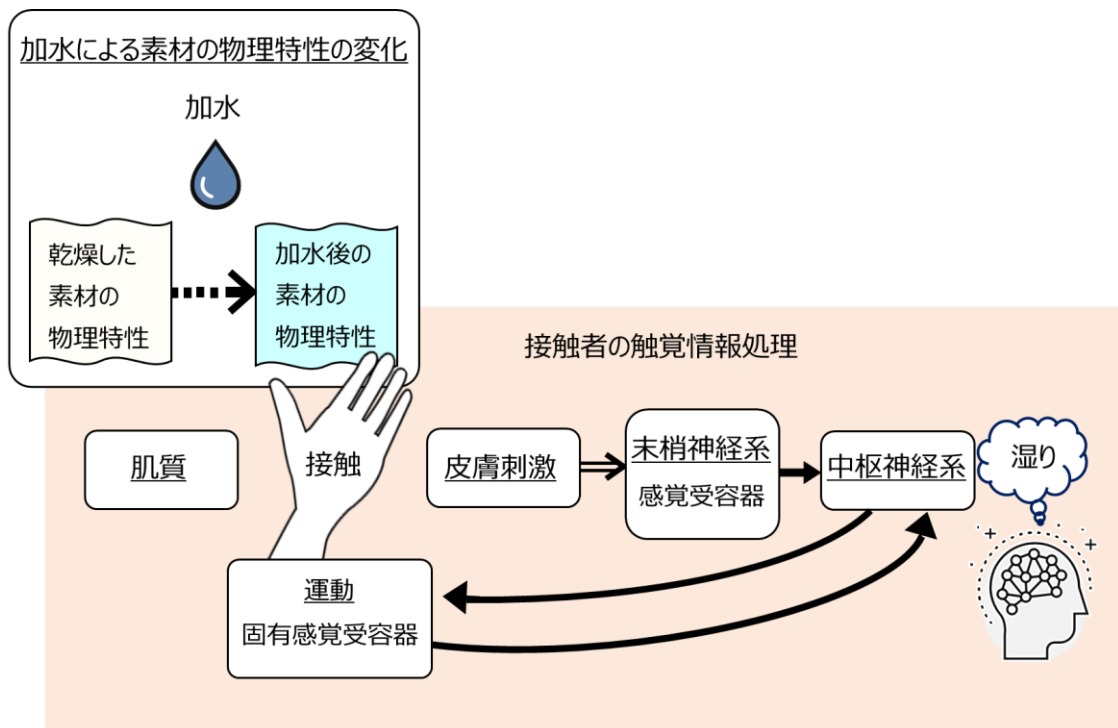 加水による素材の物理特性の変化
加水
乾燥した
素材の
物理特性
加水後の
素材の
物理特性
接触者の触覚情報処理
肌質
接触
皮膚刺激
末梢神経系
感覚受容器
中枢神経系
湿り
運動
固有感覚受容器